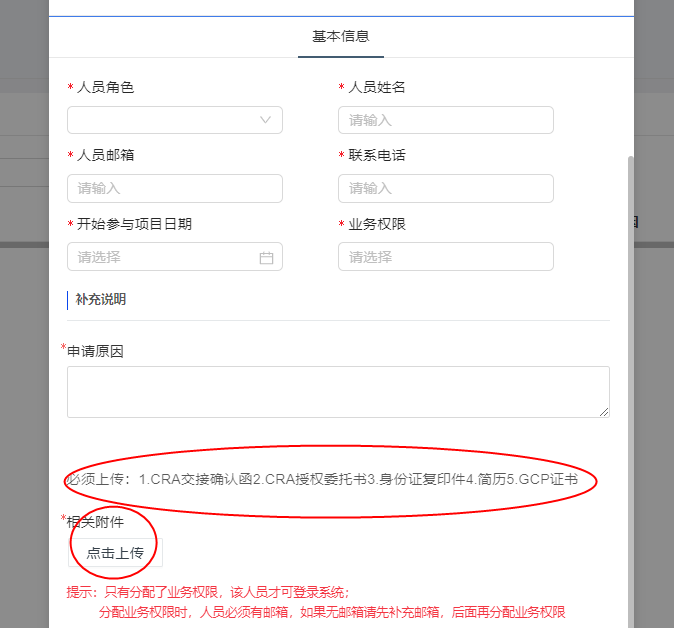 基本信息
* 人员角色
* 人员姓名
请输入
* 人员邮箱
* 联系电话
请输入
请输入
* 开始参与项目日期
* 业务权限
请选择
请选择
补充说明
*申请原因
必须上传：1.CRA交接确认函2.CRA授权委托书3.身份证复印件4.简历5.GCP证书
*相关附件
点击上传
提示：只有分配了业务权限，该人员才可登录系统；
分配业务权限时，人员必须有邮箱，如果无邮箱请先补充邮箱，后面再分配业务权限